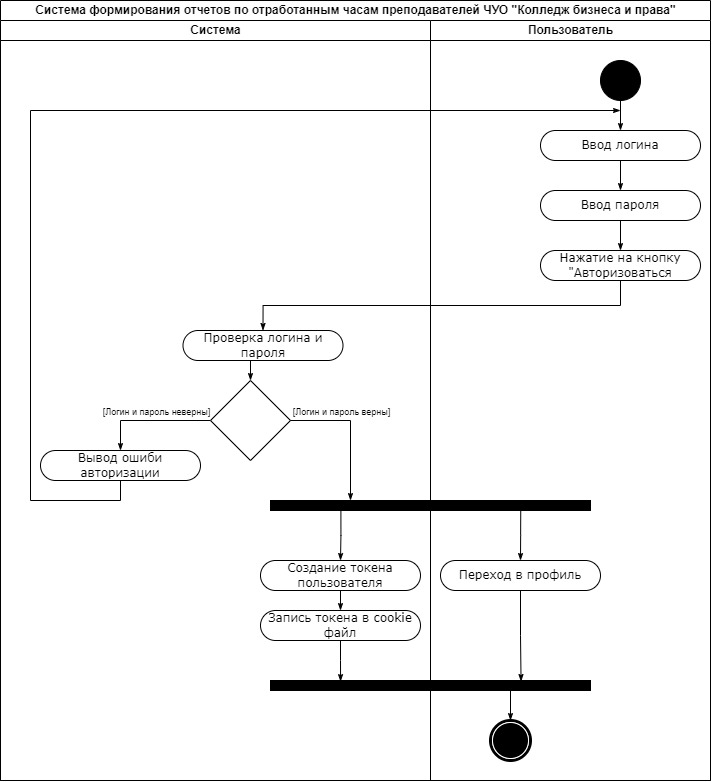 Система формирования отчетов по отработанным часам преподавателей ЧУО "Колледж бизнеса и права"
Система
Пользователь
Ввод логина
Ввод пароля
Нажатие на кнопку
"Авторизоваться
Проверка логина и
пароля
[Логин и пароль неверны]
[Логин и пароль верны]
Вывод ошиби
авторизации
Создание токена
пользователя
Переход в профиль
Запись токена в cookie
файл